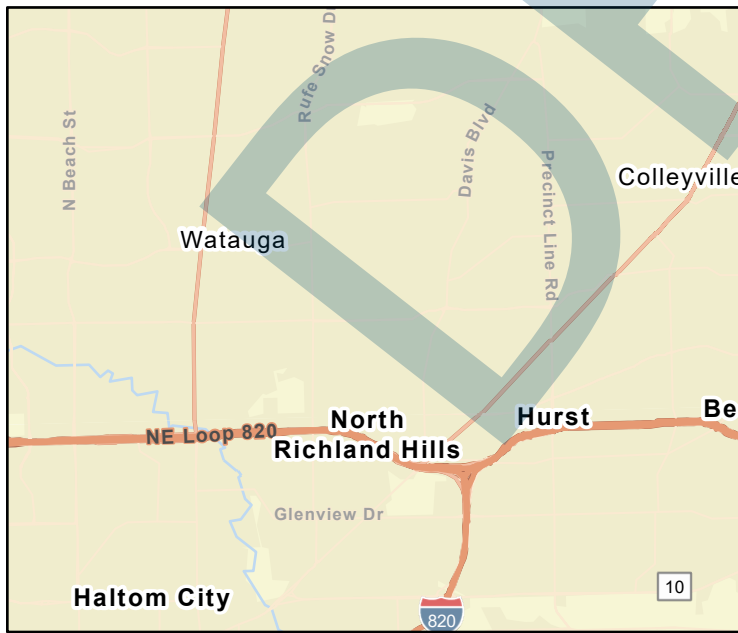 Rufe Snow D
N Beach St
Davis Blvd
Precinct Line Rd
Colleyville
Watauga
North
Richland Hills
Hurst
Be
NE Loop 820
Glenview Dr
Haltom City
10
820
D